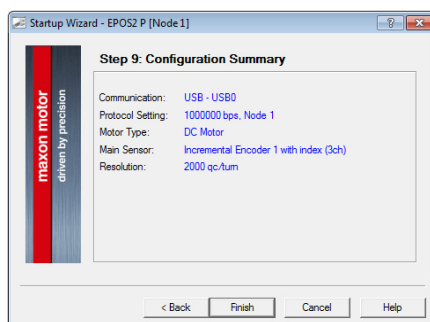 Startup Wizard - EPOS2 P [Node 1]
Step 9: Configuration Summary
maxon motor
driven by precision
Communication: USB - USB0
Protocol Setting: 1000000 bps, Node 1
Motor Type: DC Motor
Main Sensor: Incremental Encoder 1 with index (3ch)
Resolution: 2000 qc/turn
< Back Finish Cancel Help